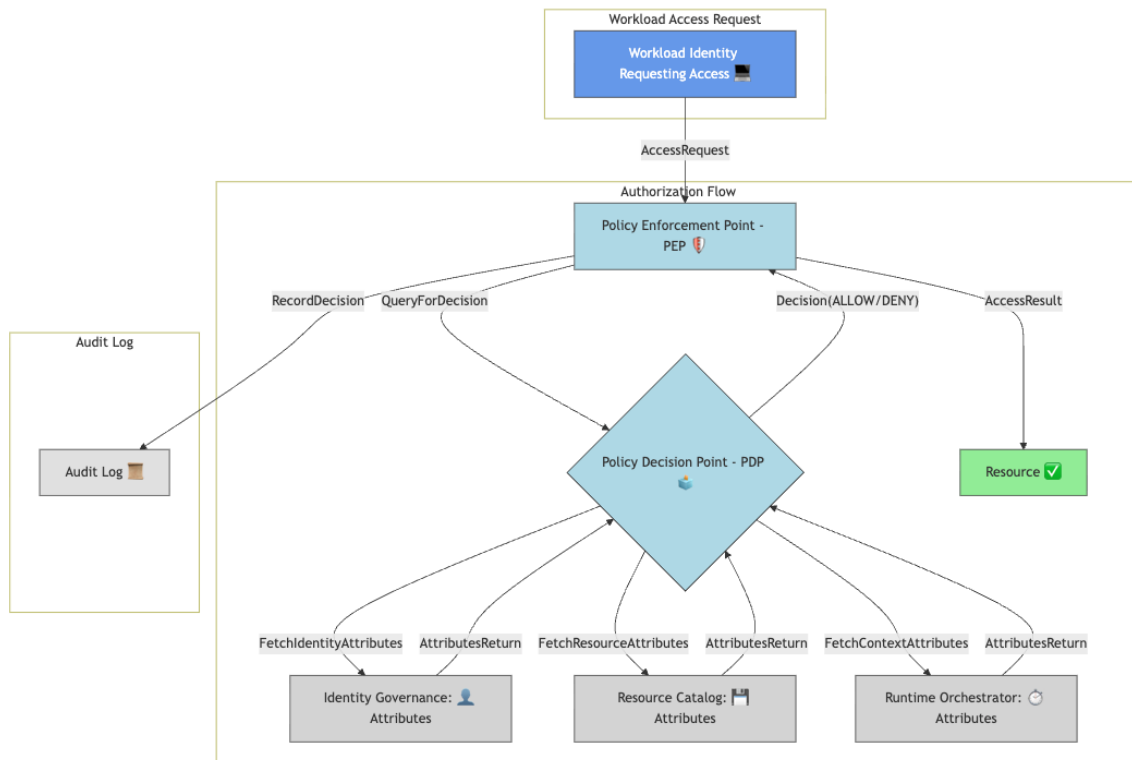 Workload Access Request
Workload Identity
Requesting Access 💻
AccessRequest
Authorization Flow
Policy Enforcement Point -
PEP 🛡️
RecordDecision
QueryForDecision
Decision(ALLOW/DENY)
AccessResult
Audit Log
Audit Log 📜
Policy Decision Point - PDP
🗳️
Resource ✅
FetchIdentityAttributes
AttributesReturn
FetchResourceAttributes
AttributesReturn
FetchContextAttributes
AttributesReturn
Identity Governance: 👤
Attributes
Resource Catalog: 💾
Attributes
Runtime Orchestrator: ⏱️
Attributes